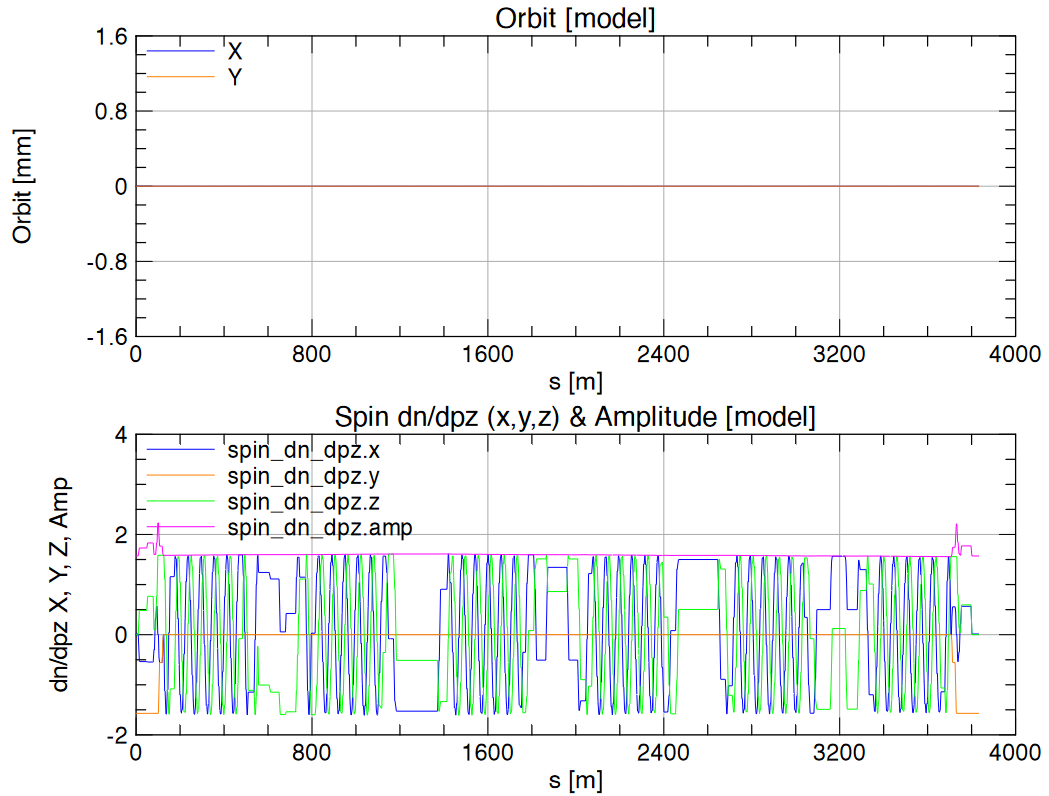 Orbit [model]
1.6
X
Y
0.8
Orbit [mm]
0
-0.8
-1.6
0 800 1600 2400 3200 4000
s [m]
Spin dn/dpz (x,y,z) & Amplitude [model]
4
spin_dn_dpz.x
spin_dn_dpz.y
spin_dn_dpz.z
spin_dn_dpz.amp
2
dn/dpz X, Y, Z, Amp
0
-2
0 800 1600 2400 3200 4000
s [m]